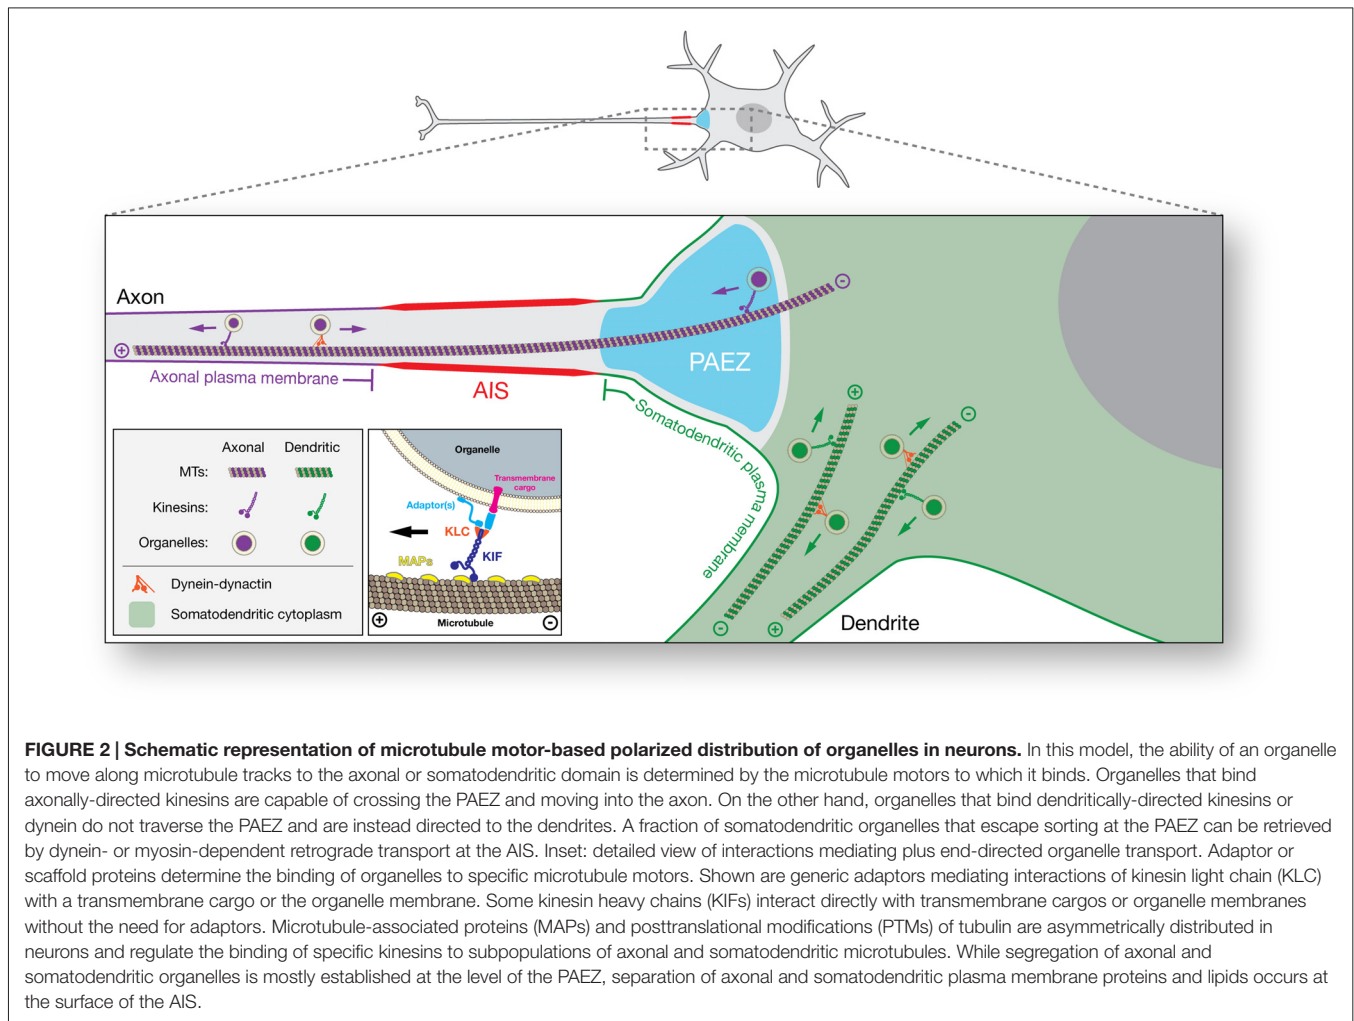 Axon
+
-
PAEZ
Axonal plasma membrane
AIS
Somatodendritic plasma membrane
+
-
-
+
Dendrite
Axonal Dendritic
MTs:
Kinesins:
Organelles:
Dynein-dynactin
Somatodendritic cytoplasm
Organelle
Transmembrane
cargo
Adaptor(s)
KLC
KIF
MAPs
+
Microtubule
-
FIGURE 2 | Schematic representation of microtubule motor-based polarized distribution of organelles in neurons. In this model, the ability of an organelle
to move along microtubule tracks to the axonal or somatodendritic domain is determined by the microtubule motors to which it binds. Organelles that bind
axonally-directed kinesins are capable of crossing the PAEZ and moving into the axon. On the other hand, organelles that bind dendritically-directed kinesins or
dynein do not traverse the PAEZ and are instead directed to the dendrites. A fraction of somatodendritic organelles that escape sorting at the PAEZ can be retrieved
by dynein- or myosin-dependent retrograde transport at the AIS. Inset: detailed view of interactions mediating plus end-directed organelle transport. Adaptor or
scaffold proteins determine the binding of organelles to specific microtubule motors. Shown are generic adaptors mediating interactions of kinesin light chain (KLC)
with a transmembrane cargo or the organelle membrane. Some kinesin heavy chains (KIFs) interact directly with transmembrane cargos or organelle membranes
without the need for adaptors. Microtubule-associated proteins (MAPs) and posttranslational modifications (PTMs) of tubulin are asymmetrically distributed in
neurons and regulate the binding of specific kinesins to subpopulations of axonal and somatodendritic microtubules. While segregation of axonal and
somatodendritic organelles is mostly established at the level of the PAEZ, separation of axonal and somatodendritic plasma membrane proteins and lipids occurs at
the surface of the AIS.